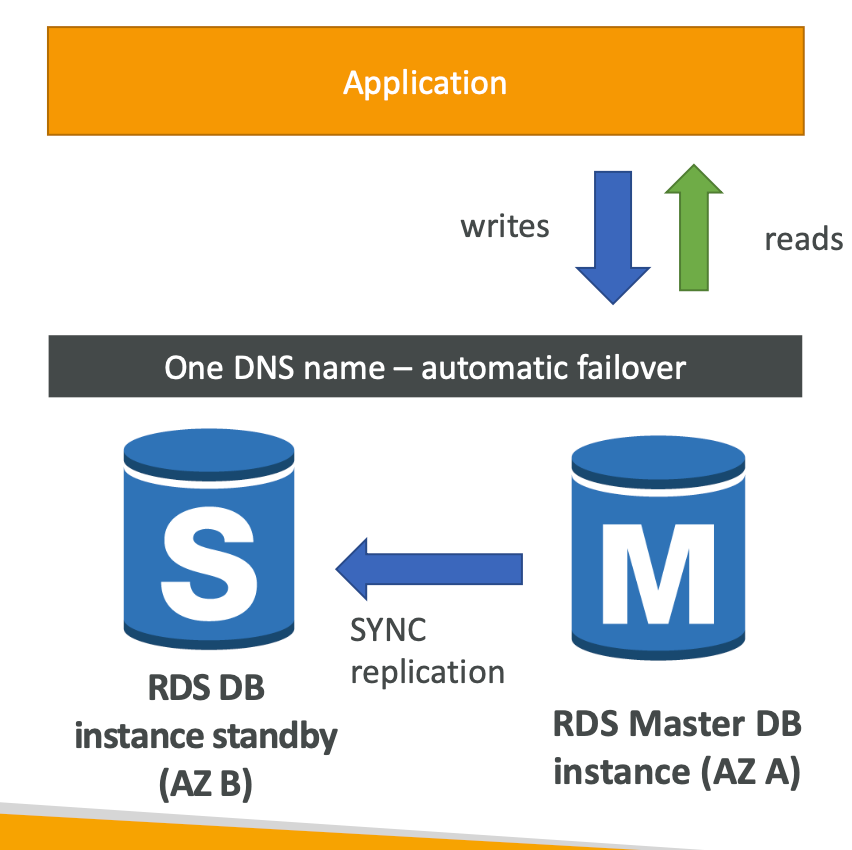 Application
writes
reads
One DNS name – automatic failover
S
M
SYNC
replication
RDS DB
instance standby
(AZ B)
RDS Master DB
instance (AZ A)